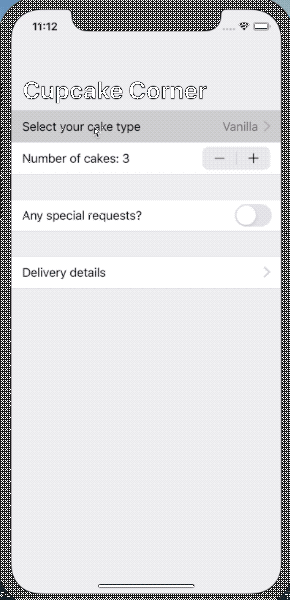 11:12
Cupcake Corner
Select your cake type Vanilla
Number of cakes: 3 − +
Any special requests?
Delivery details